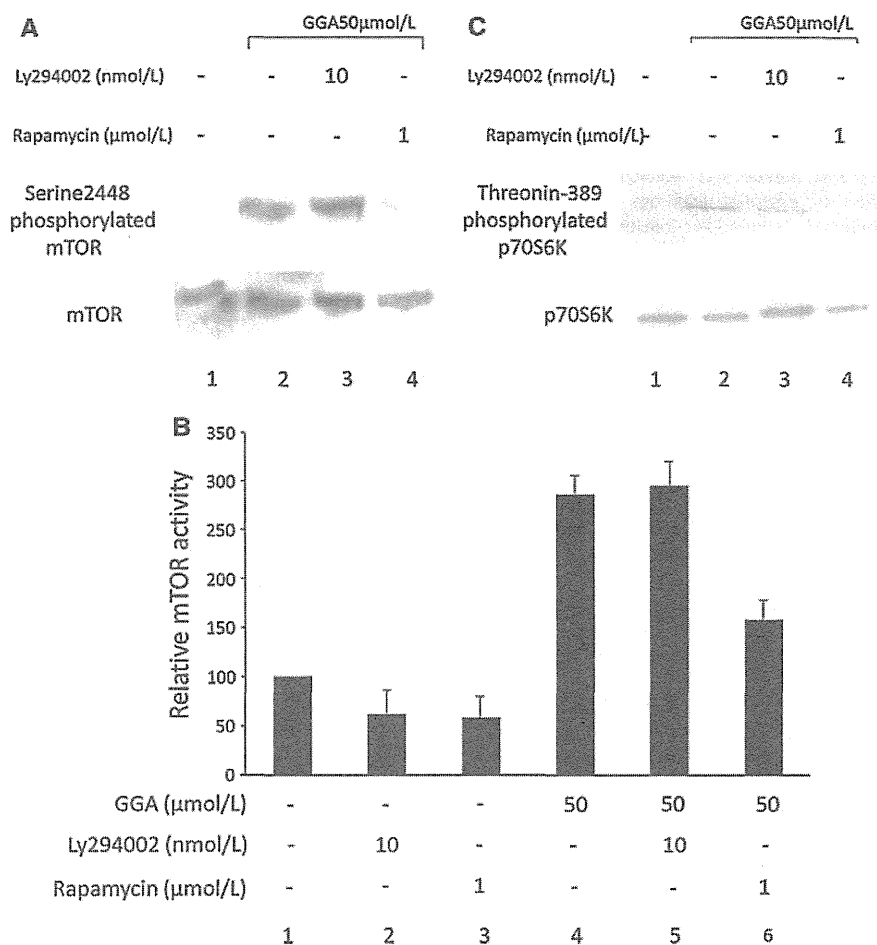 A
GGA50μmol/L
Ly294002 (nmol/L) - - 10 -
Rapamycin (μmol/L) - - - 1
Serine2448
phosphorylated
mTOR
mTOR
1 2 3 4
C
GGA50μmol/L
Ly294002 (nmol/L) - - 10 -
Rapamycin (μmol/L)- - - 1
Threonin-389
phosphorylated
p70S6K
p70S6K
1 2 3 4
B
Relative mTOR activity
350
300
250
200
150
100
50
0
GGA (μmol/L) - - - 50 50 50
Ly294002 (nmol/L) - 10 - - 10 -
Rapamycin (μmol/L) - - 1 - - 1
1 2 3 4 5 6